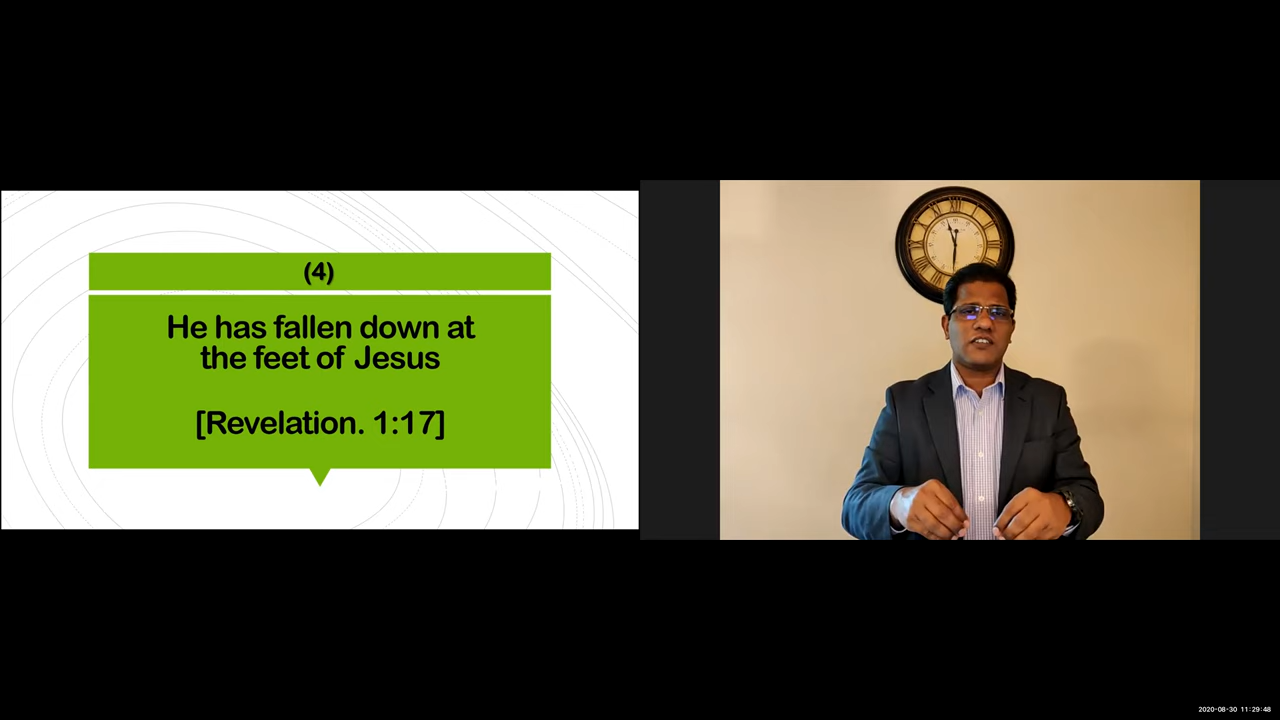 (4)
He has fallen down at
the feet of Jesus
[Revelation. 1:17]
2020-08-30 11:29:48